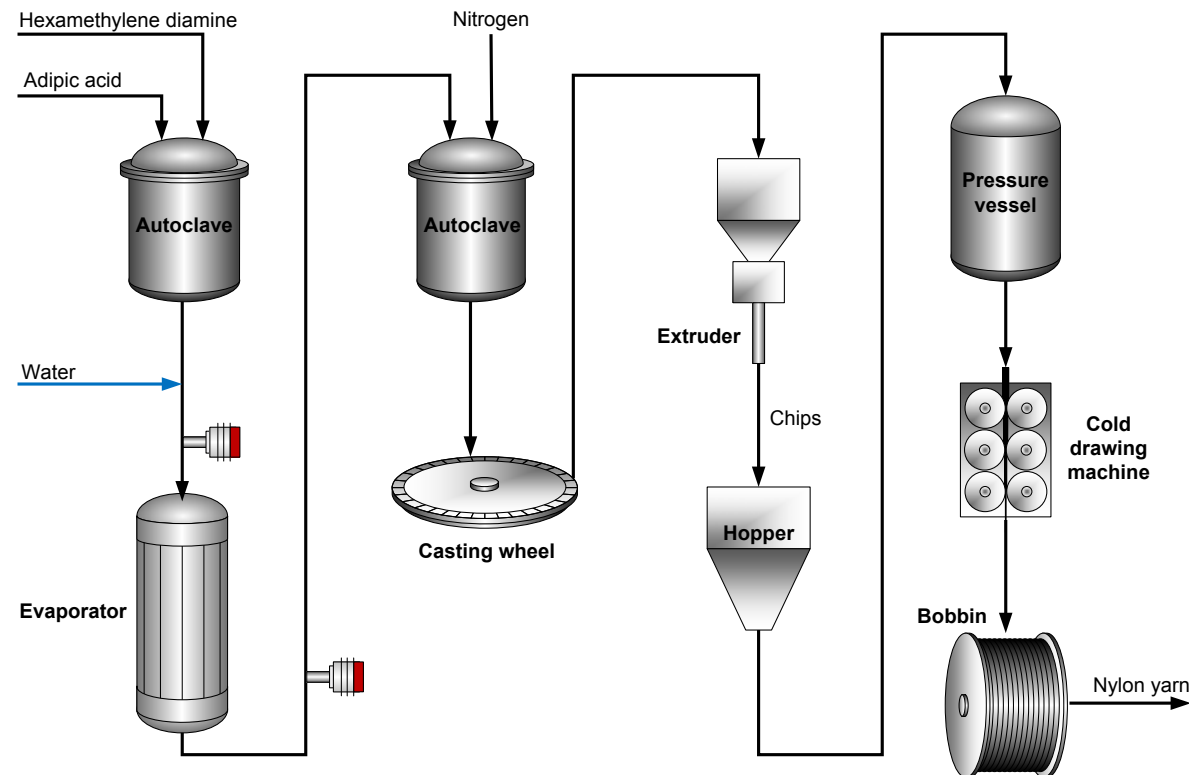 Hexamethylene diamine
Adipic acid
Nitrogen
Autoclave
Autoclave
Pressure
vessel
Extruder
Water
Chips
Cold
drawing
machine
Hopper
Casting wheel
Evaporator
Bobbin
Nylon yarn